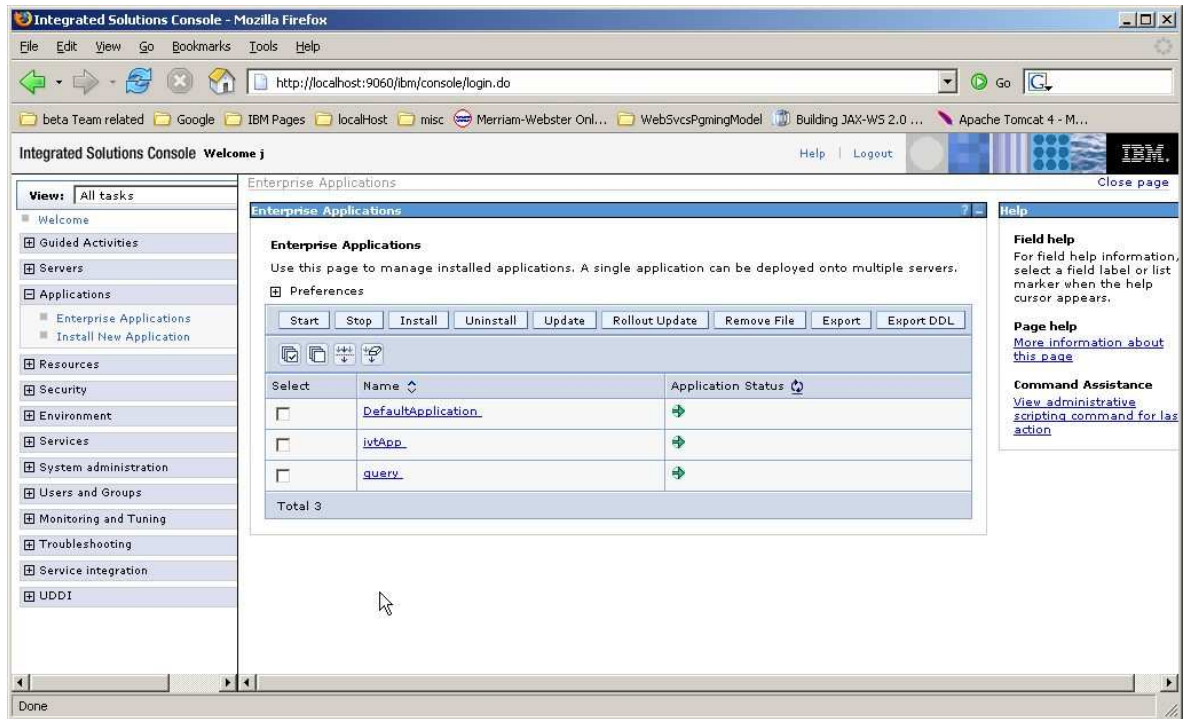 Integrated Solutions Console - Mozilla Firefox
File Edit View Go Bookmarks Tools Help
http://localhost:9060/ibm/console/login.do Go G
beta Team related Google IBM Pages localHost misc Merriam-Webster Onl... WebSvcsPgmingModel Building JAX-WS 2.0 ... Apache Tomcat 4 - M...
Integrated Solutions Console Welcome j Help | Logout IBM.
View: All tasks
Welcome
Guided Activities
Servers
Applications
Enterprise Applications
Install New Application
Resources
Security
Environment
Services
System administration
Users and Groups
Monitoring and Tuning
Troubleshooting
Service integration
UDDI
Enterprise Applications Close page
Enterprise Applications ? -
Enterprise Applications
Use this page to manage installed applications. A single application can be deployed onto multiple servers.
Preferences
Start Stop Install Uninstall Update Rollout Update Remove File Export Export DDL
Select Name Application Status
DefaultApplication
ivtApp
query
Total 3
Help
Field help
For field help information,
select a field label or list
marker when the help
cursor appears.
Page help
More information about
this page
Command Assistance
View administrative
scripting command for las
action
Done